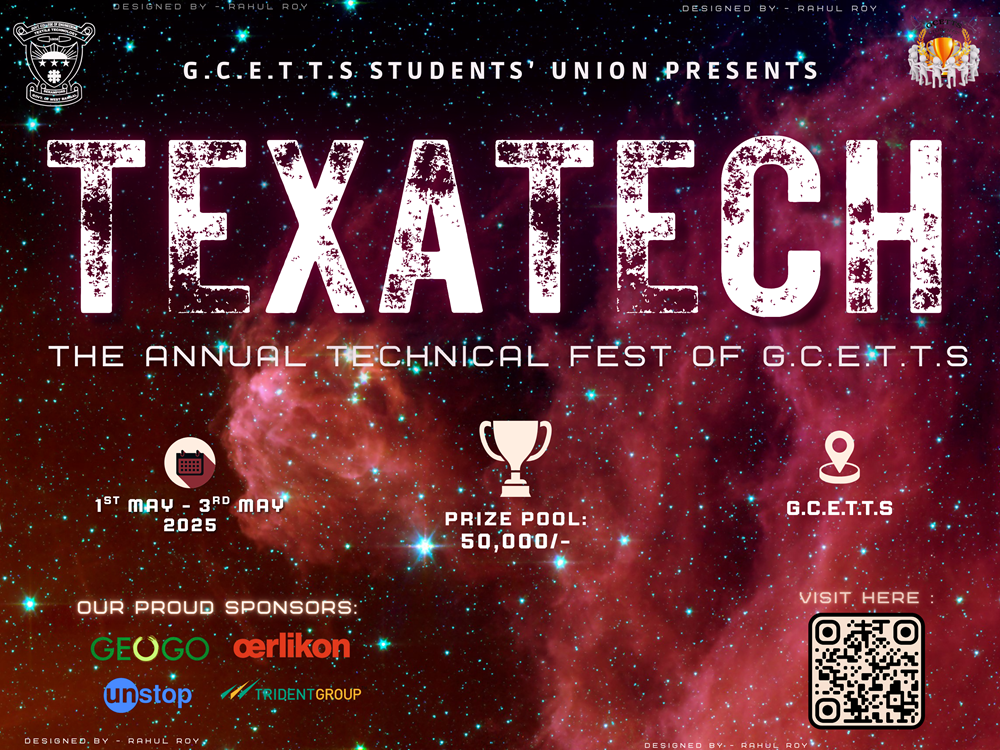 DESIGNED BY - RAHUL ROY
DESIGNED BY - RAHUL ROY
G.C.E.T.T.S STUDENTS' UNION PRESENTS
TEXATECH
THE ANNUAL TECHNICAL FEST OF G.C.E.T.T.S
1ST MAY - 3RD MAY
2025
PRIZE POOL:
50,000/-
G.C.E.T.T.S
OUR PROUD SPONSORS:
GEOGO
œrlikon
unstop
TRIDENTGROUP
VISIT HERE :
DESIGNED BY - RAHUL ROY
DESIGNED BY - RAHUL ROY